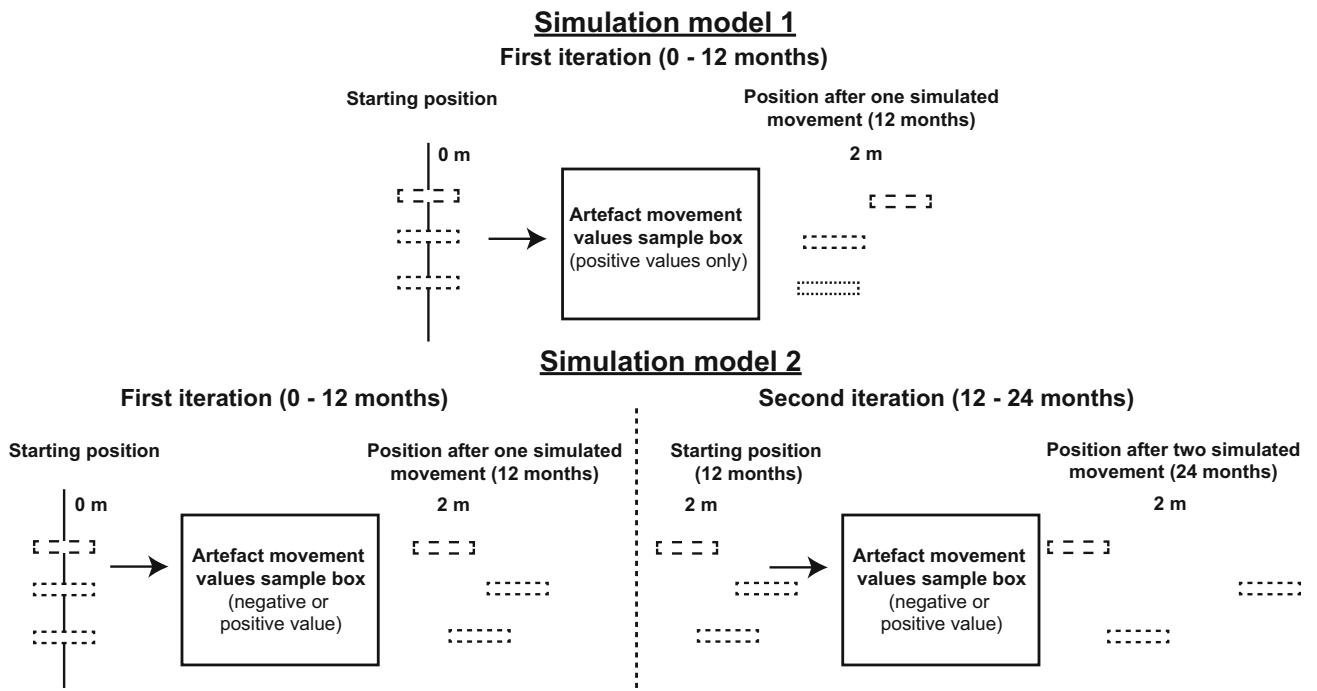 Simulation model 1
First iteration (0 - 12 months)
Starting position
0 m
Artefact movement
values sample box
(positive values only)
Position after one simulated
movement (12 months)
2 m
Simulation model 2
First iteration (0 - 12 months)
Starting position
0 m
Artefact movement
values sample box
(negative or
positive value)
Position after one simulated
movement (12 months)
2 m
Second iteration (12 - 24 months)
Starting position
(12 months)
2 m
Artefact movement
values sample box
(negative or
positive value)
Position after two simulated
movement (24 months)
2 m